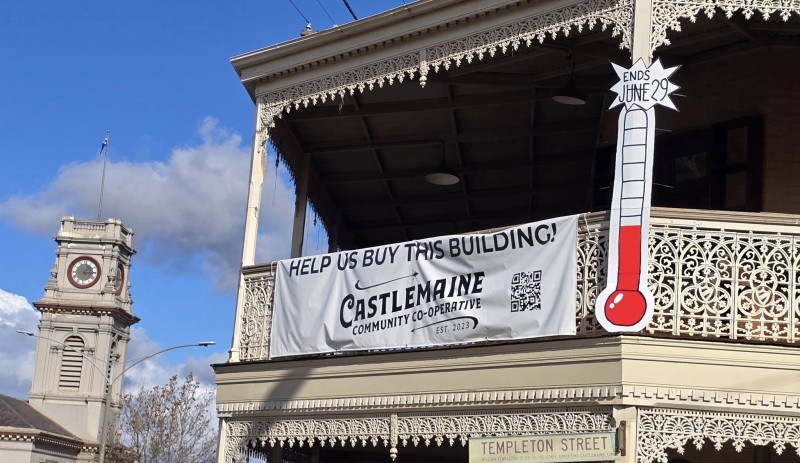 ENDS
JUNE 29
HELP US BUY THIS BUILDING!
CASTLEMAINE
COMMUNITY CO-OPERATIVE
EST. 2023
TEMPLETON STREET